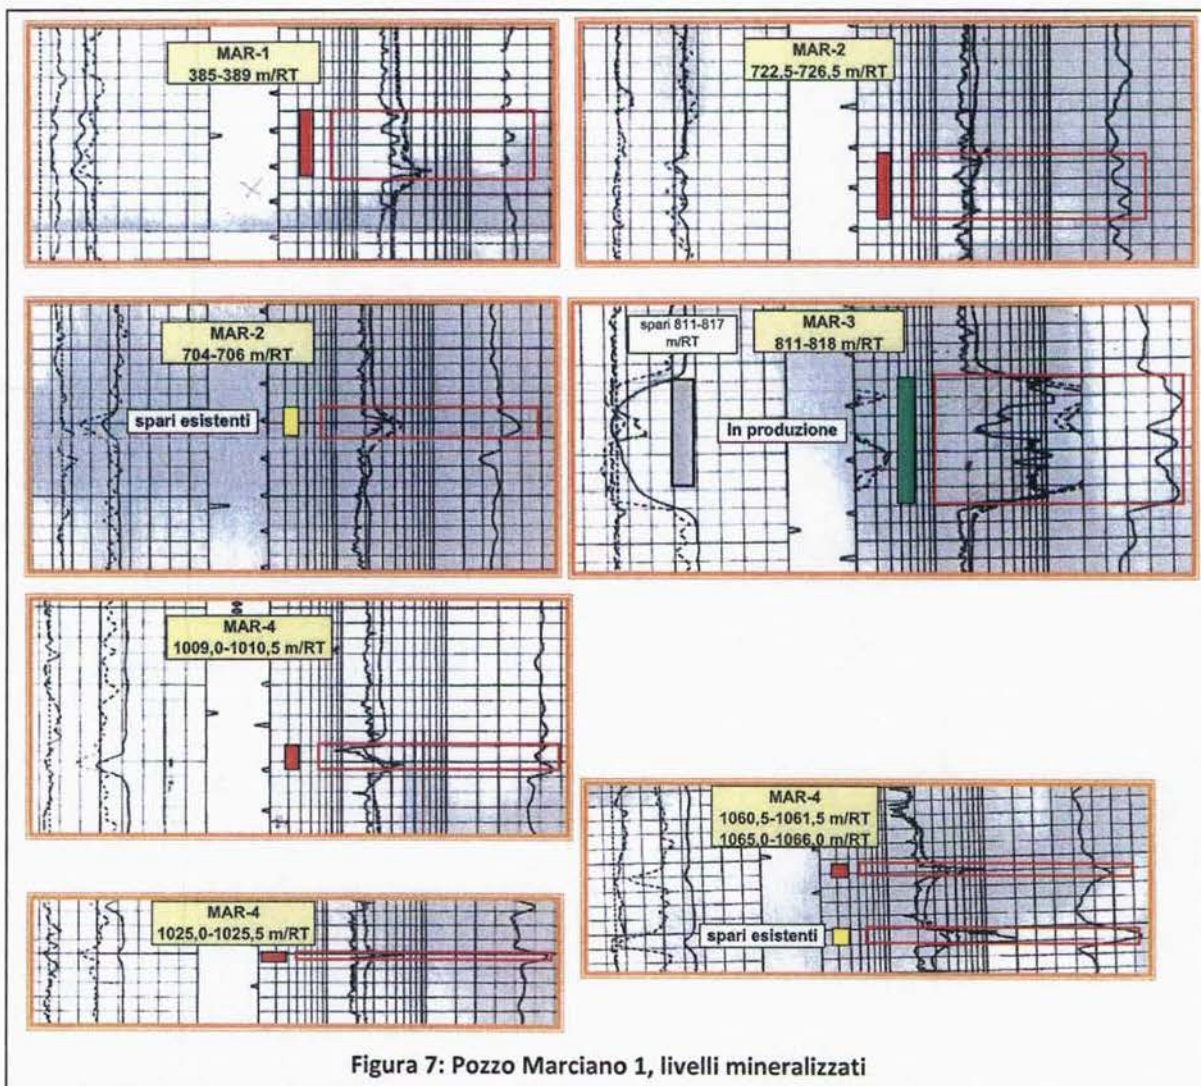 MAR-1
385-389 m/RT
MAR-2
722,5-726,5 m/RT
MAR-2
704-706 m/RT
spari esistenti
spari 811-817
m/RT
MAR-3
811-818 m/RT
In produzione
MAR-4
1009,0-1010,5 m/RT
MAR-4
1060,5-1061,5 m/RT
1065,0-1066,0 m/RT
spari esistenti
MAR-4
1025,0-1025,5 m/RT
Figura 7: Pozzo Marciano 1, livelli mineralizzati